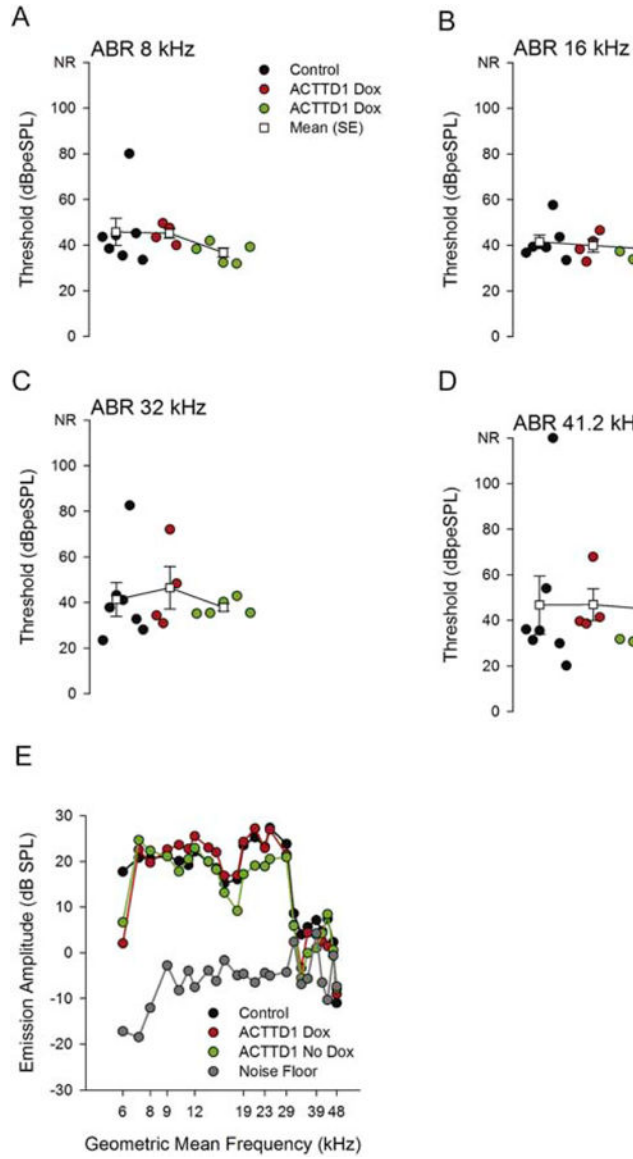 A
ABR 8 kHz
NR
100
80
60
40
20
0
Threshold (dBpeSPL)
Control
ACTTD1 Dox
ACTTD1 Dox
Mean (SE)
B
ABR 16 kHz
NR
100
80
60
40
20
0
Threshold (dBpeSPL)
C
ABR 32 kHz
NR
100
80
60
40
20
0
Threshold (dBpeSPL)
D
ABR 41.2 kH
NR
100
80
60
40
20
0
Threshold (dBpeSPL)
E
30
20
10
0
-10
-20
-30
Emission Amplitude (dB SPL)
Control
ACTTD1 Dox
ACTTD1 No Dox
Noise Floor
6 8 9 12 19 23 29 39 48
Geometric Mean Frequency (kHz)